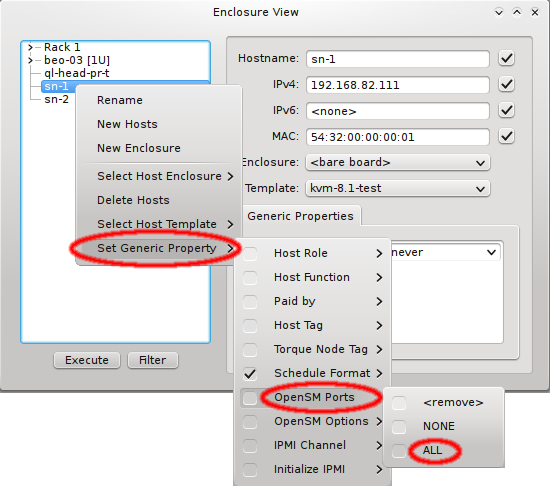 Enclosure View
Rack 1
beo-03 [1U]
ql-head-pr-t
sn-1
sn-2
Rename
New Hosts
New Enclosure
Select Host Enclosure
Delete Hosts
Select Host Template
Set Generic Property
Execute
Filter
Hostname: sn-1
IPv4: 192.168.82.111
IPv6: <none>
MAC: 54:32:00:00:00:01
Enclosure: <bare board>
Template: kvm-8.1-test
Generic Properties
never
Host Role
Host Function
Paid by
Host Tag
Torque Node Tag
Schedule Format
OpenSM Ports
OpenSM Options
IPMI Channel
Initialize IPMI
<remove>
NONE
ALL